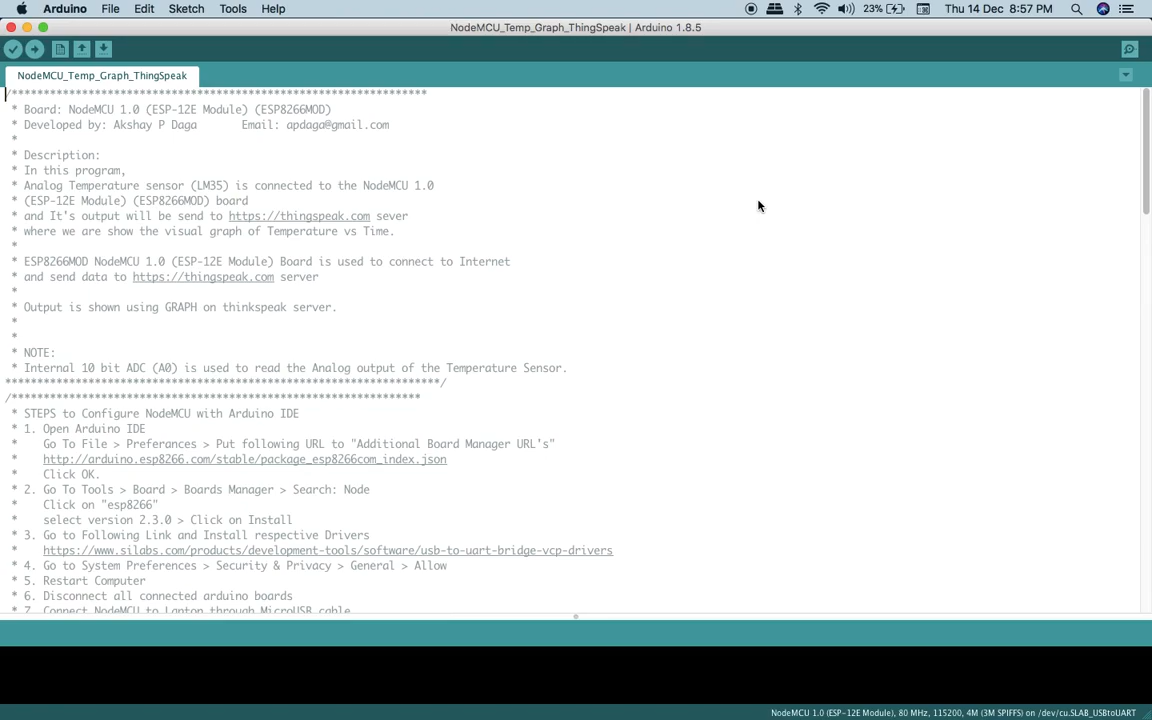 Arduino File Edit Sketch Tools Help 23% Thu 14 Dec 8:57 PM
NodeMCU_Temp_Graph_ThingSpeak | Arduino 1.8.5
NodeMCU_Temp_Graph_ThingSpeak
/*****************************************************************
* Board: NodeMCU 1.0 (ESP-12E Module) (ESP8266MOD)
* Developed by: Akshay P Daga Email: apdaga@gmail.com
*
* Description:
* In this program,
* Analog Temperature sensor (LM35) is connected to the NodeMCU 1.0
* (ESP-12E Module) (ESP8266MOD) board
* and It's output will be send to https://thingspeak.com sever
* where we are show the visual graph of Temperature vs Time.
*
* ESP8266MOD NodeMCU 1.0 (ESP-12E Module) Board is used to connect to Internet
* and send data to https://thingspeak.com server
*
* Output is shown using GRAPH on thinkspeak server.
*
*
* NOTE:
* Internal 10 bit ADC (A0) is used to read the Analog output of the Temperature Sensor.
********************************************************************/
/****************************************************************
* STEPS to Configure NodeMCU with Arduino IDE
* 1. Open Arduino IDE
* Go To File > Preferances > Put following URL to "Additional Board Manager URL's"
* http://arduino.esp8266.com/stable/package_esp8266com_index.json
* Click OK.
* 2. Go To Tools > Board > Boards Manager > Search: Node
* Click on "esp8266"
* select version 2.3.0 > Click on Install
* 3. Go to Following Link and Install respective Drivers
* https://www.silabs.com/products/development-tools/software/usb-to-uart-bridge-vcp-drivers
* 4. Go to System Preferences > Security & Privacy > General > Allow
* 5. Restart Computer
* 6. Disconnect all connected arduino boards
* 7. Connect NodeMCU to Laptop through MicroUSB cable
NodeMCU 1.0 (ESP-12E Module), 80 MHz, 115200, 4M (3M SPIFFS) on /dev/cu.SLAB_USBtoUART